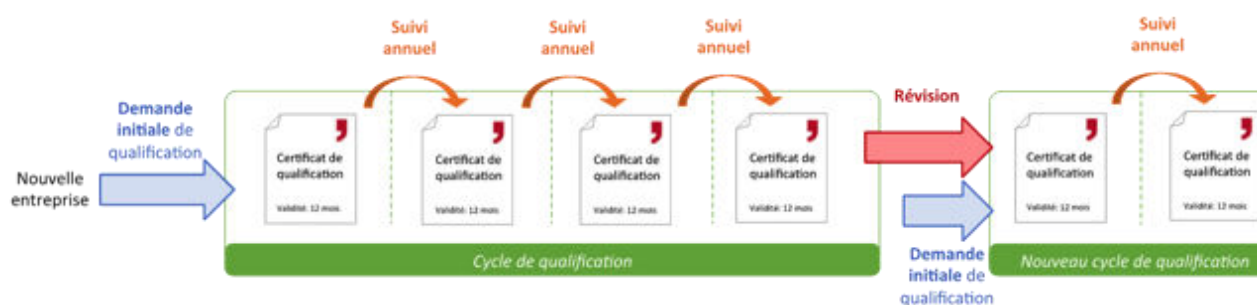 Suivi
annuel
Suivi
annuel
Suivi
annuel
Suivi
annuel
Demande
initiale de
qualification
Nouvelle
entreprise
Certificat de
qualification
Validité: 12 mois
Certificat de
qualification
Validité: 12 mois
Certificat de
qualification
Validité: 12 mois
Certificat de
qualification
Validité: 12 mois
Cycle de qualification
Révision
Demande
initiale de
qualification
Certificat de
qualification
Validité: 12 mois
Certificat de
qualification
Validité: 12 mois
Nouveau cycle de qualification